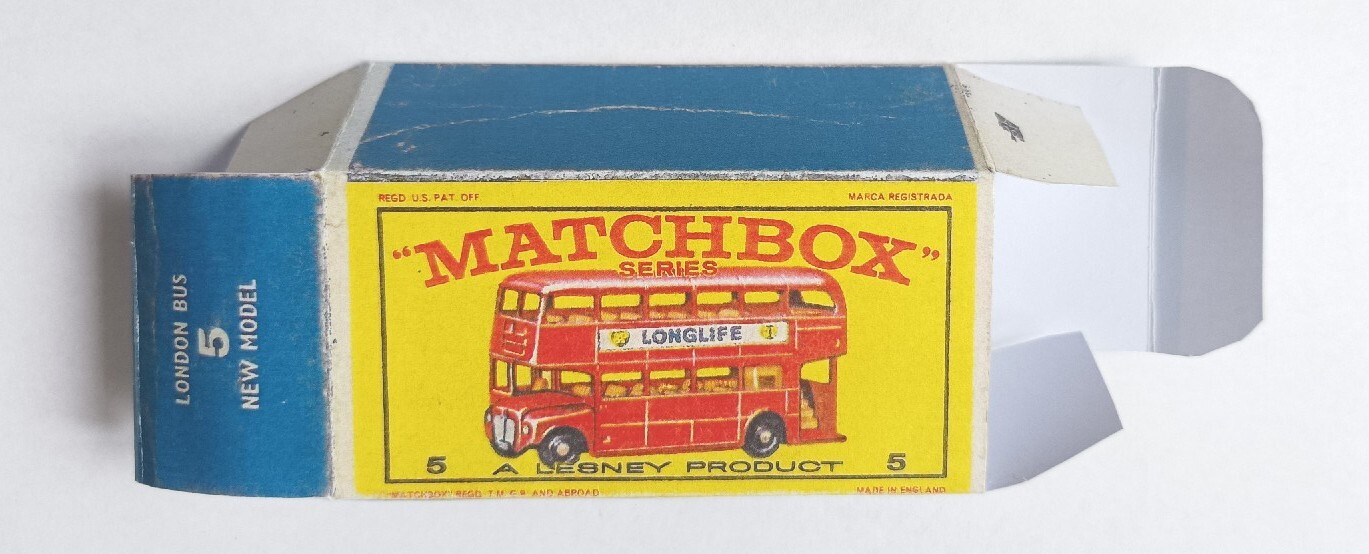 LONDON BUS
5
NEW MODEL
REGD. U.S. PAT. OFF MARCA REGISTRADA
"MATCHBOX"
SERIES
LONGLIFE
5 A LESNEY PRODUCT 5
"MATCHBOX" REGD. T.M. G.B. AND ABROAD MADE IN ENGLAND